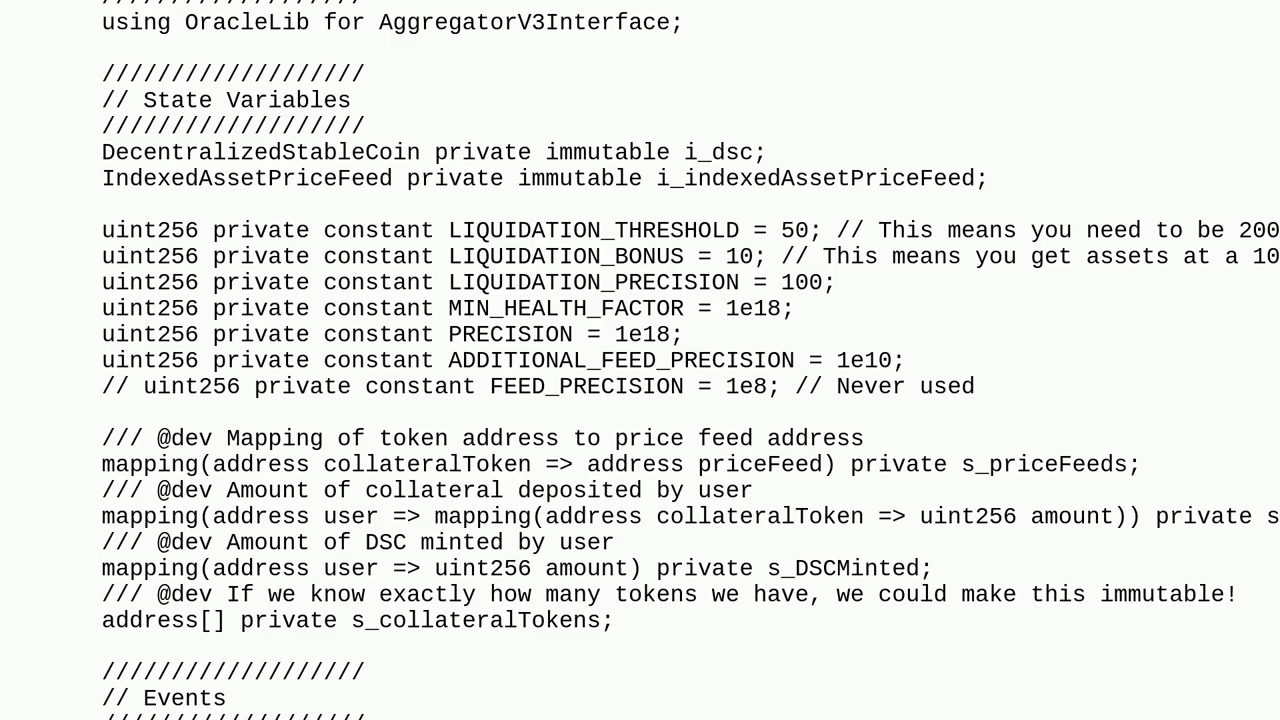 ///////////////////
using OracleLib for AggregatorV3Interface;
///////////////////
// State Variables
///////////////////
DecentralizedStableCoin private immutable i_dsc;
IndexedAssetPriceFeed private immutable i_indexedAssetPriceFeed;
uint256 private constant LIQUIDATION_THRESHOLD = 50; // This means you need to be 200
uint256 private constant LIQUIDATION_BONUS = 10; // This means you get assets at a 10
uint256 private constant LIQUIDATION_PRECISION = 100;
uint256 private constant MIN_HEALTH_FACTOR = 1e18;
uint256 private constant PRECISION = 1e18;
uint256 private constant ADDITIONAL_FEED_PRECISION = 1e10;
// uint256 private constant FEED_PRECISION = 1e8; // Never used
/// @dev Mapping of token address to price feed address
mapping(address collateralToken => address priceFeed) private s_priceFeeds;
/// @dev Amount of collateral deposited by user
mapping(address user => mapping(address collateralToken => uint256 amount)) private s
/// @dev Amount of DSC minted by user
mapping(address user => uint256 amount) private s_DSCMinted;
/// @dev If we know exactly how many tokens we have, we could make this immutable!
address[] private s_collateralTokens;
///////////////////
// Events
///////////////////